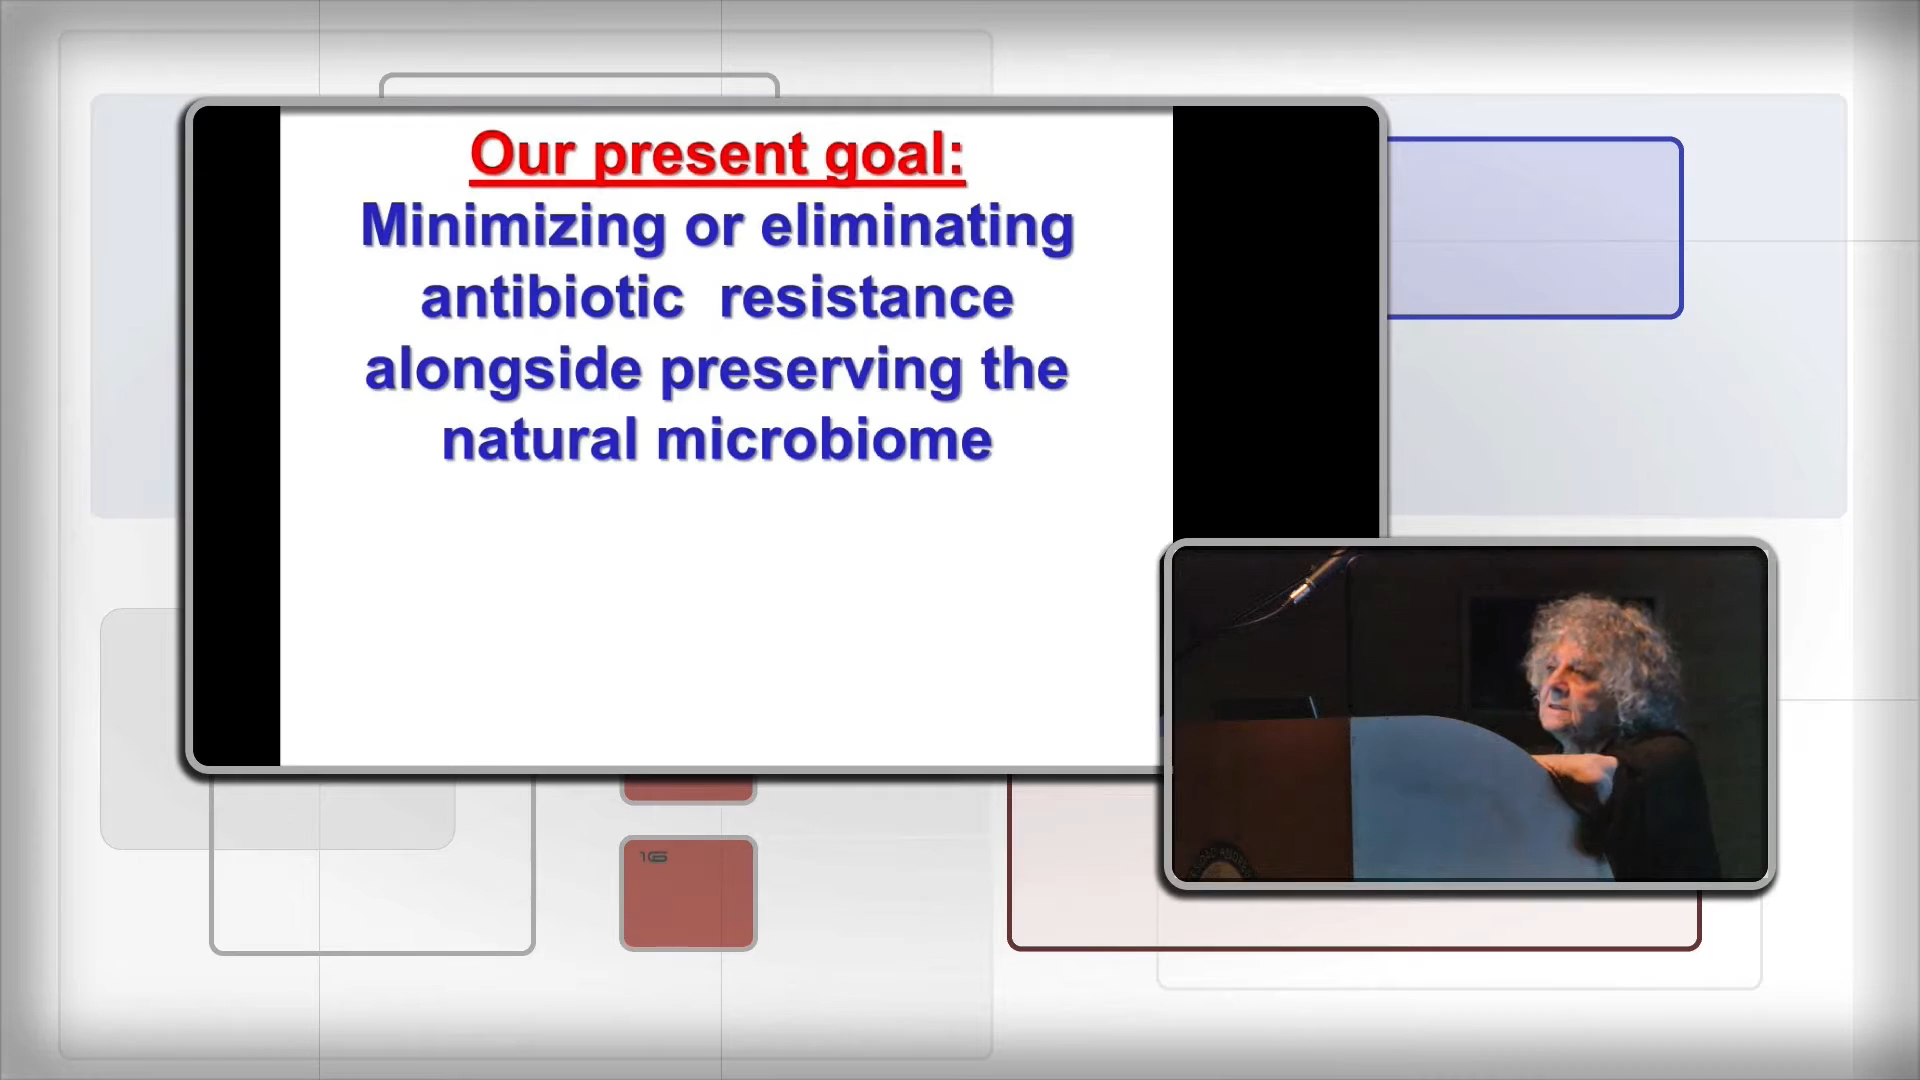 Our present goal:
Minimizing or eliminating
antibiotic resistance
alongside preserving the
natural microbiome
16